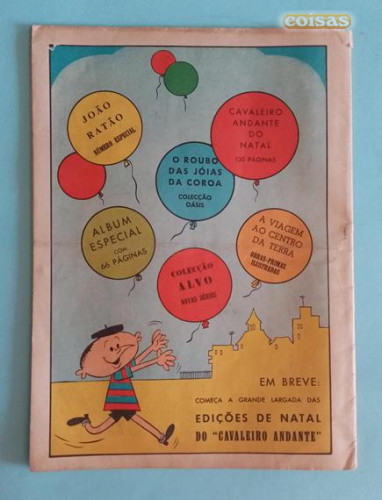 coisas
JOÃO
RATÃO
NÚMERO ESPECIAL
CAVALEIRO
ANDANTE
DO
NATAL
130 PÁGINAS
O ROUBO
DAS JÓIAS
DA COROA
COLECÇÃO
OÁSIS
ALBUM
ESPECIAL
COM
66 PÁGINAS
A VIAGEM
AO CENTRO
DA TERRA
OBRAS-PRIMAS
ILUSTRADAS
COLECÇÃO
ALVO
NOVAS SÉRIES
EM BREVE:
COMEÇA A GRANDE LARGADA DAS
EDIÇÕES DE NATAL
DO "CAVALEIRO ANDANTE"